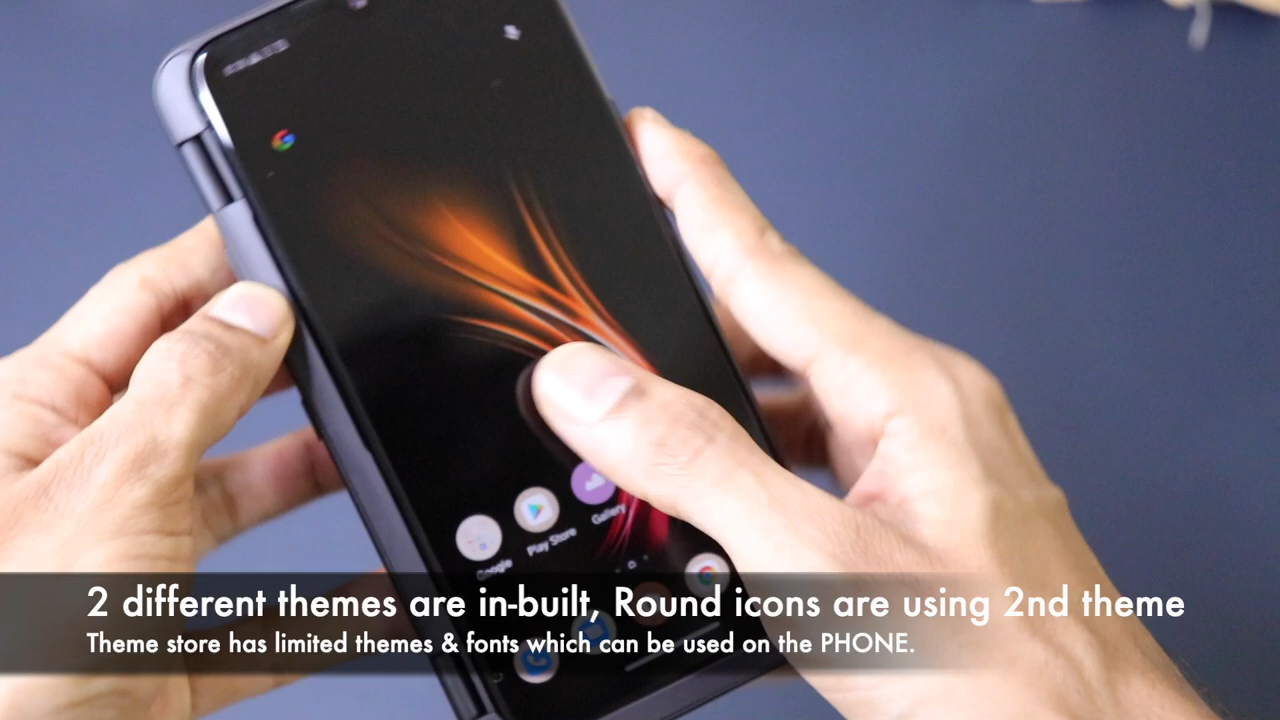 Google
Play Store
Gallery
2 different themes are in-built, Round icons are using 2nd theme
Theme store has limited themes & fonts which can be used on the PHONE.